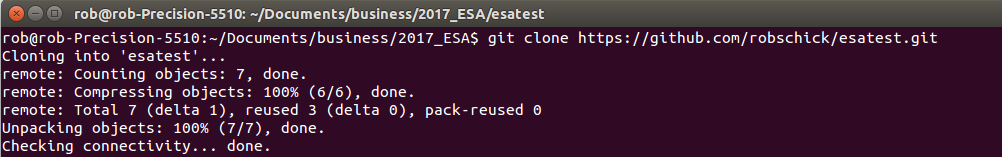 rob@rob-Precision-5510: ~/Documents/business/2017_ESA/esatest
rob@rob-Precision-5510:~/Documents/business/2017_ESA$ git clone https://github.com/robschick/esatest.git
Cloning into 'esatest'...
remote: Counting objects: 7, done.
remote: Compressing objects: 100% (6/6), done.
remote: Total 7 (delta 1), reused 3 (delta 0), pack-reused 0
Unpacking objects: 100% (7/7), done.
Checking connectivity... done.